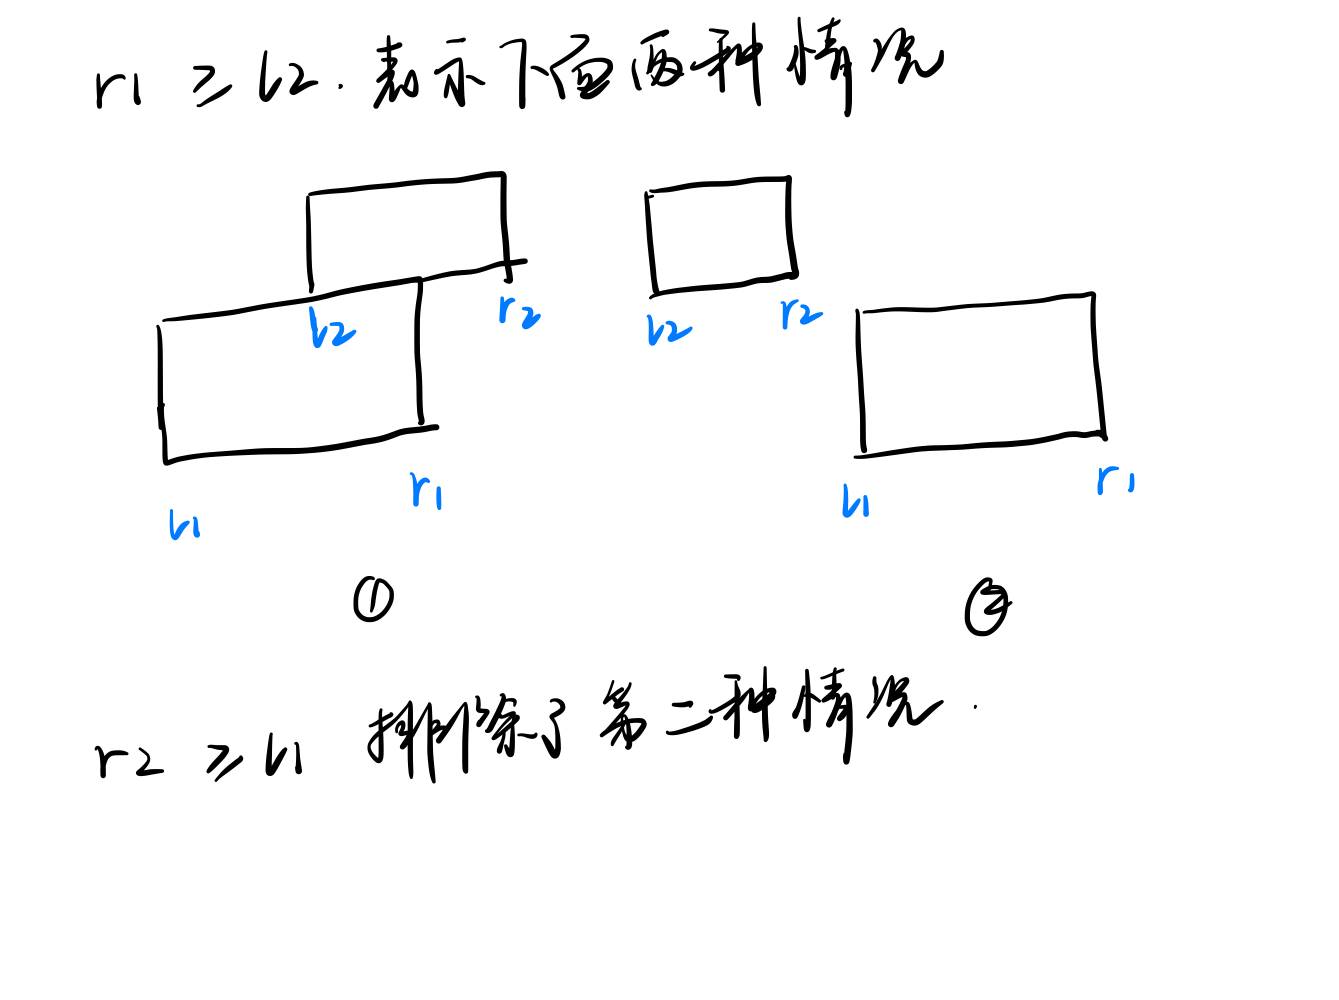 r1 ≥ l2. 表示下面两种情况
l2 r2 l2 r2
l1 r1 l1 r1
① ②
r2 ≥ l1 排除了第二种情况.